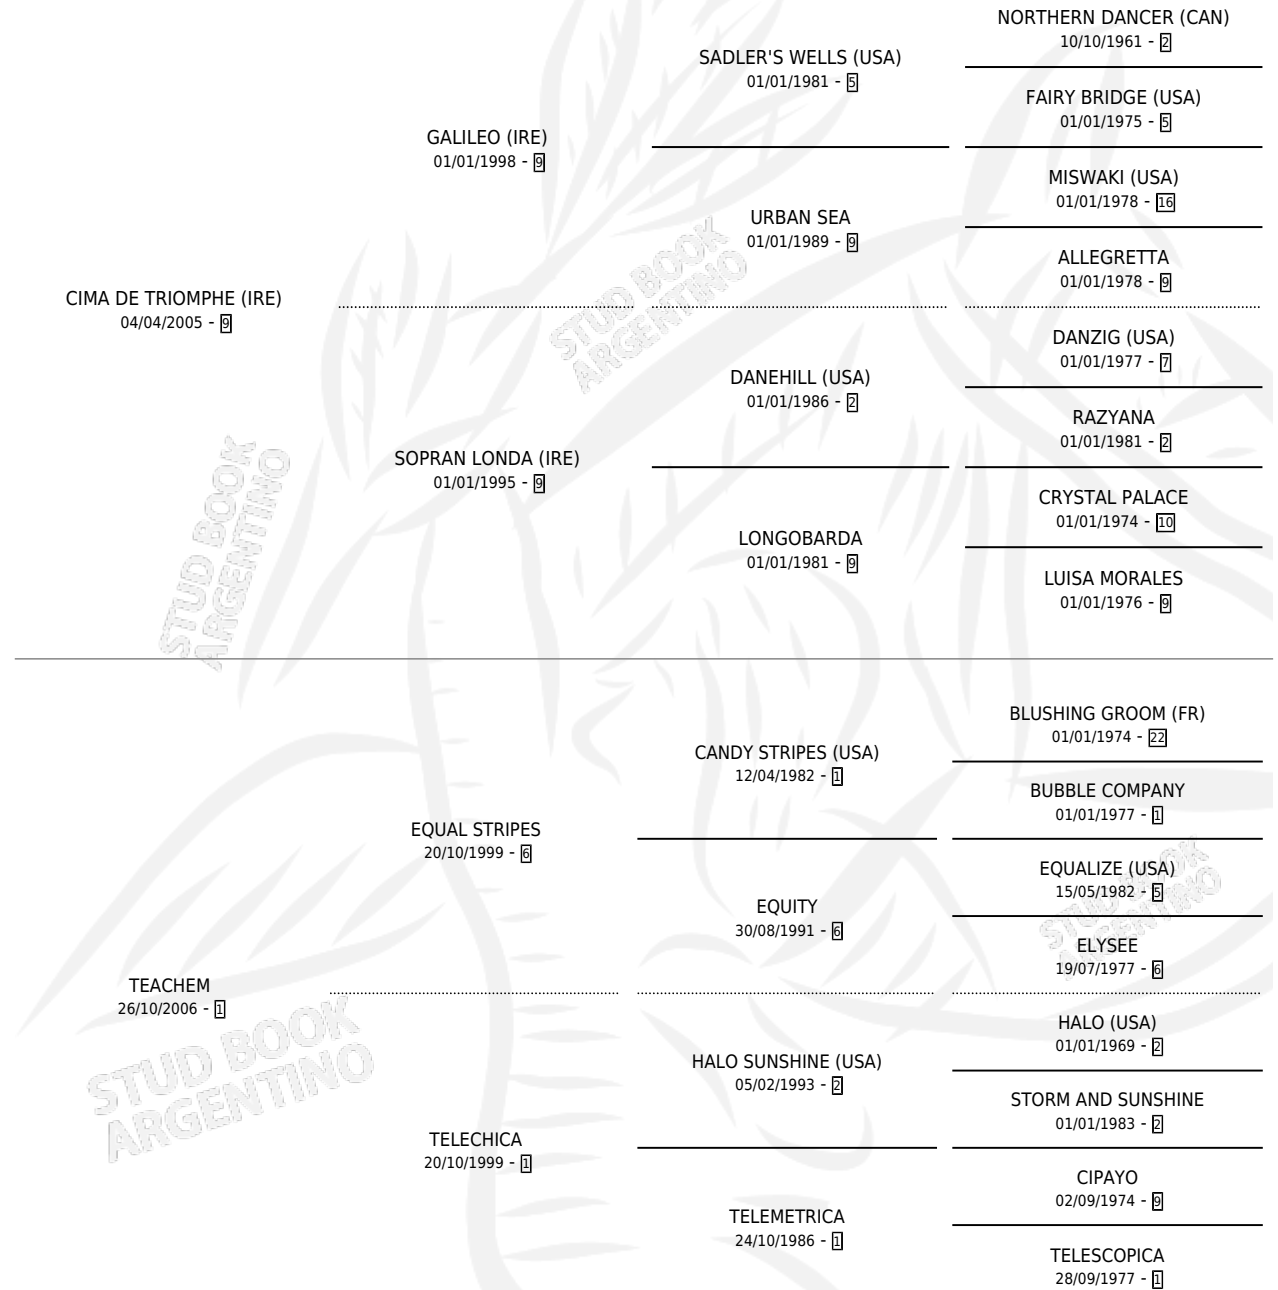 NORTHERN DANCER (CAN)
10/10/1961 - 2
SADLER'S WELLS (USA)
01/01/1981 - 5
FAIRY BRIDGE (USA)
01/01/1975 - 5
GALILEO (IRE)
01/01/1998 - 9
MISWAKI (USA)
01/01/1978 - 16
URBAN SEA
01/01/1989 - 9
ALLEGRETTA
01/01/1978 - 9
CIMA DE TRIOMPHE (IRE)
04/04/2005 - 9
DANZIG (USA)
01/01/1977 - 7
DANEHILL (USA)
01/01/1986 - 2
RAZYANA
01/01/1981 - 2
SOPRAN LONDA (IRE)
01/01/1995 - 9
CRYSTAL PALACE
01/01/1974 - 10
LONGOBARDA
01/01/1981 - 9
LUISA MORALES
01/01/1976 - 9
BLUSHING GROOM (FR)
01/01/1974 - 22
CANDY STRIPES (USA)
12/04/1982 - 1
BUBBLE COMPANY
01/01/1977 - 1
EQUAL STRIPES
20/10/1999 - 6
EQUALIZE (USA)
15/05/1982 - 5
EQUITY
30/08/1991 - 6
ELYSEE
19/07/1977 - 6
TEACHEM
26/10/2006 - 1
HALO (USA)
01/01/1969 - 2
HALO SUNSHINE (USA)
05/02/1993 - 2
STORM AND SUNSHINE
01/01/1983 - 2
TELECHICA
20/10/1999 - 1
CIPAYO
02/09/1974 - 9
TELEMETRICA
24/10/1986 - 1
TELESCOPICA
28/09/1977 - 1
STUD BOOK
ARGENTINO
STUD BOOK
ARGENTINO
STUD BOOK
ARGENTINO
STUD BOOK
ARGENTINO